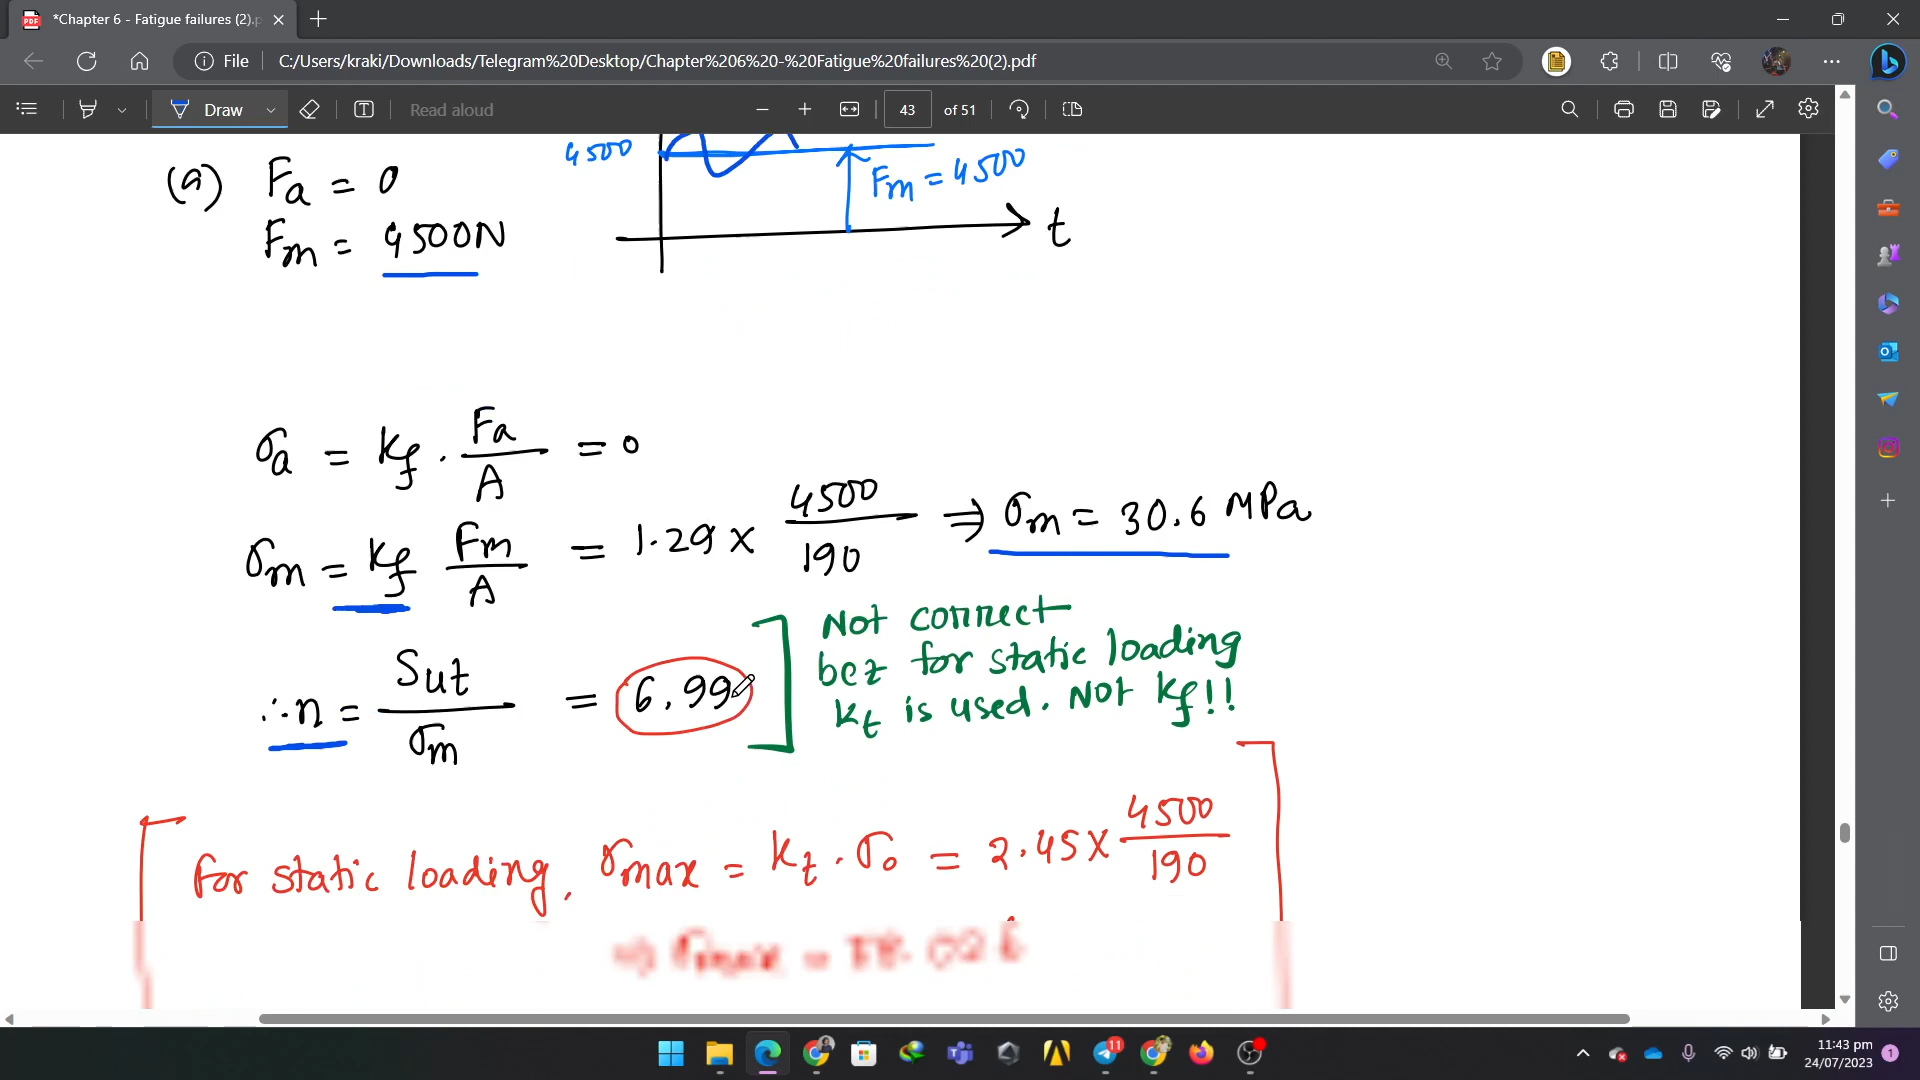 *Chapter 6 - Fatigue failures (2).p
File C:/Users/kraki/Downloads/Telegram%20Desktop/Chapter%206%20-%20Fatigue%20failures%20(2).pdf
Draw Read aloud 43 of 51
4500
(a) Fa = 0
Fm = 4500
Fm = 4500N
t
σa = kf . Fa/A = 0
σm = kf Fm/A = 1.29 x 4500/190 ⇒ σm = 30.6 MPa
∴ n = Sut/σm = 6.99
Not correct
bcz for static loading
kt is used. Not kf!!
For static loading, σmax = kt . σo = 2.45 X 4500/190
11
11:43 pm
24/07/2023
1